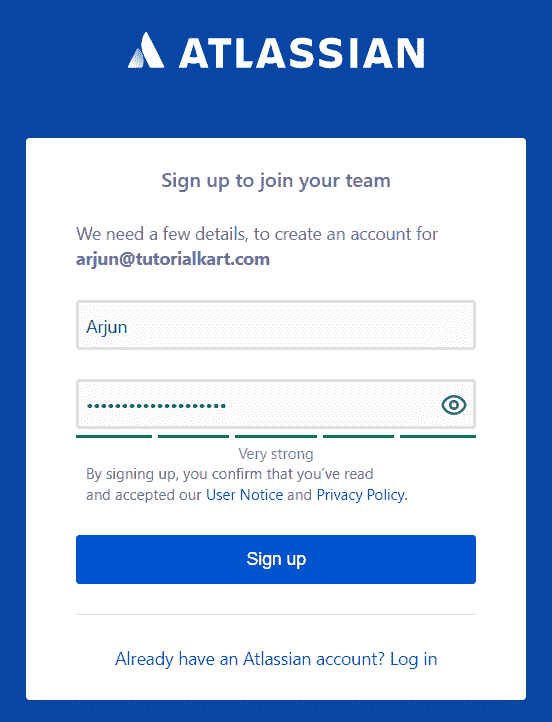 ATLASSIAN
Sign up to join your team
We need a few details, to create an account for
arjun@tutorialkart.com
Arjun
••••••••••••••••••••
Very strong
By signing up, you confirm that you've read
and accepted our User Notice and Privacy Policy.
Sign up
Already have an Atlassian account? Log in